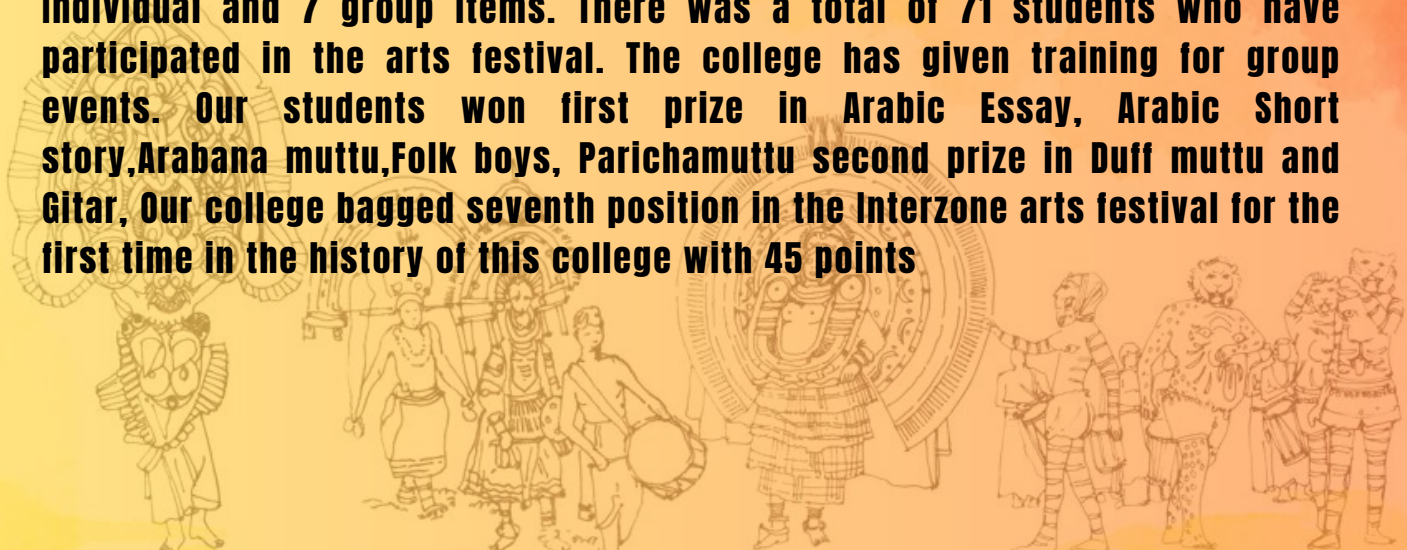 individual and 7 group items. There was a total of 71 students who have
participated in the arts festival. The college has given training for group
events. Our students won first prize in Arabic Essay, Arabic Short
story,Arabana muttu,Folk boys, Parichamuttu second prize in Duff muttu and
Gitar, Our college bagged seventh position in the Interzone arts festival for the
first time in the history of this college with 45 points